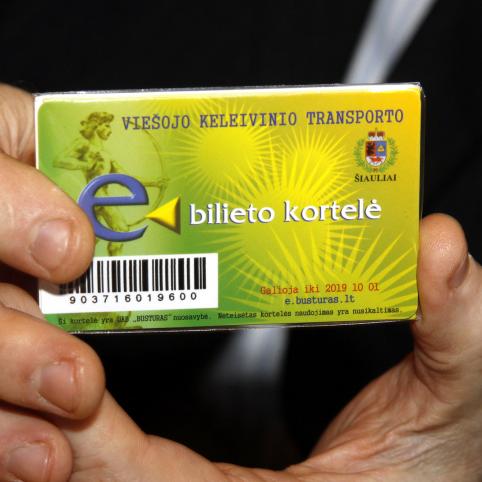 VIEŠOJO KELEIVINIO TRANSPORTO
ŠIAULIAI
e bilieto kortelė
903716019600
Galioja iki 2019 10 01
e.busturas.lt
Ši kortelė yra UAB „BUSTURAS" nuosavybė. Neteisėtas kortelės naudojimas yra nusikaltimas.